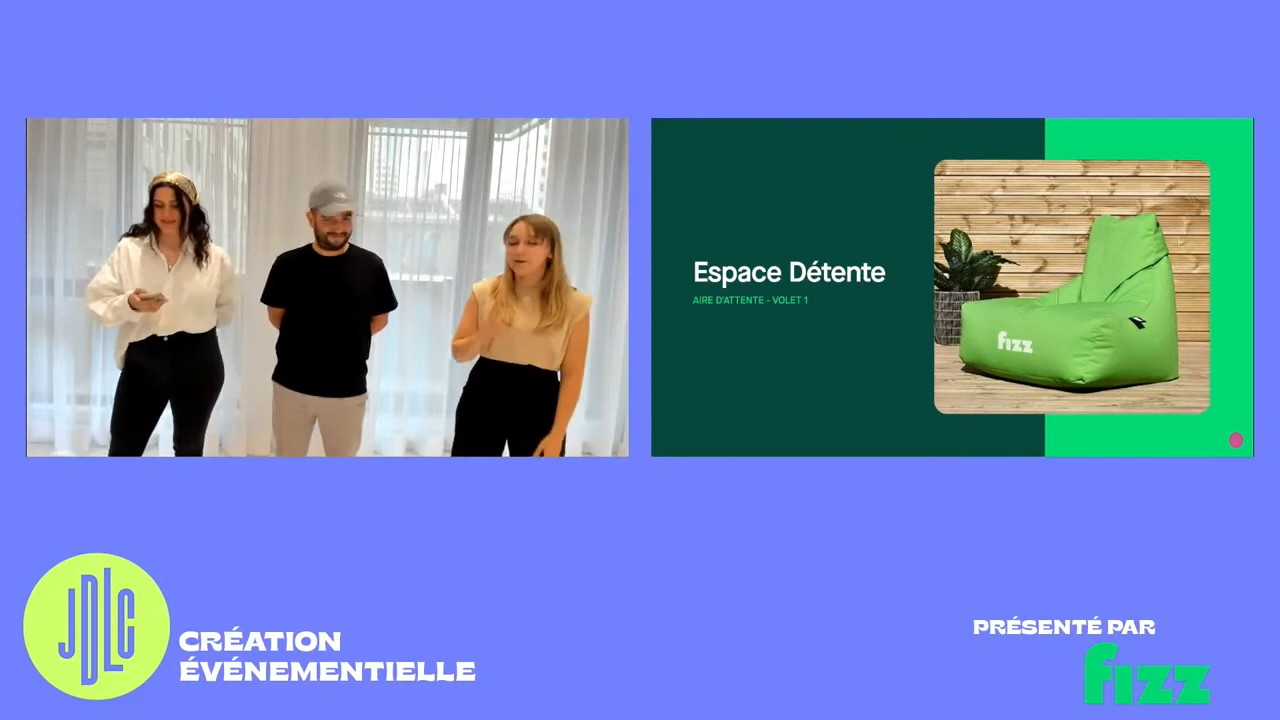 Espace Détente
AIRE D'ATTENTE - VOLET 1
fizz
JDLC
CRÉATION
ÉVÉNEMENTIELLE
PRÉSENTÉ PAR
fizz